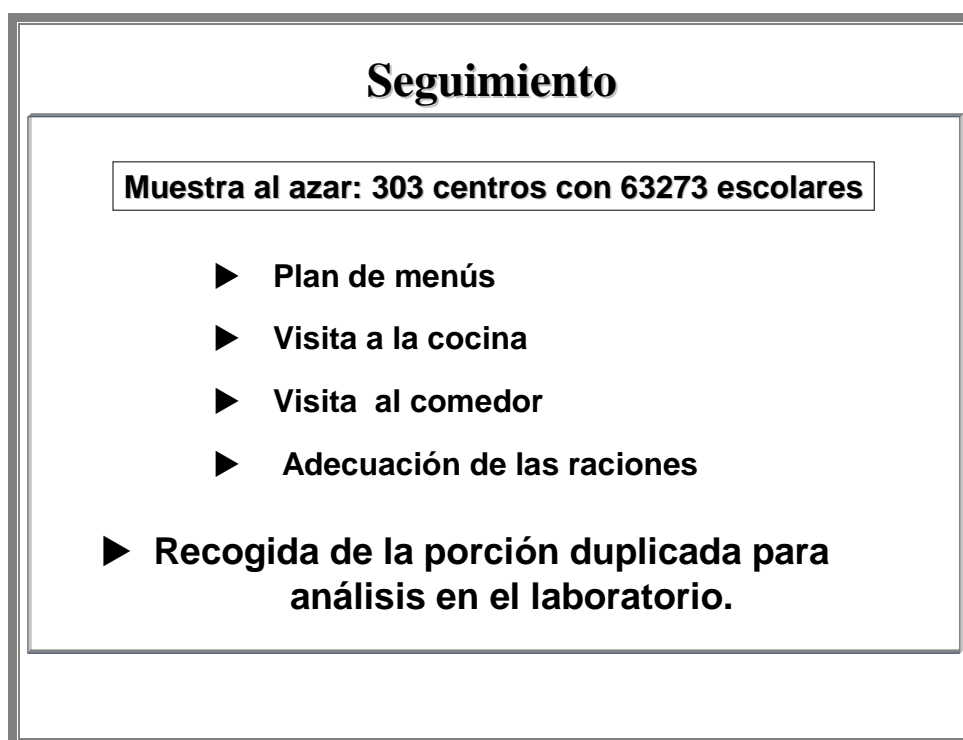 Seguimiento
Muestra al azar: 303 centros con 63273 escolares
▶ Plan de menús
▶ Visita a la cocina
▶ Visita al comedor
▶ Adecuación de las raciones
▶ Recogida de la porción duplicada para
análisis en el laboratorio.